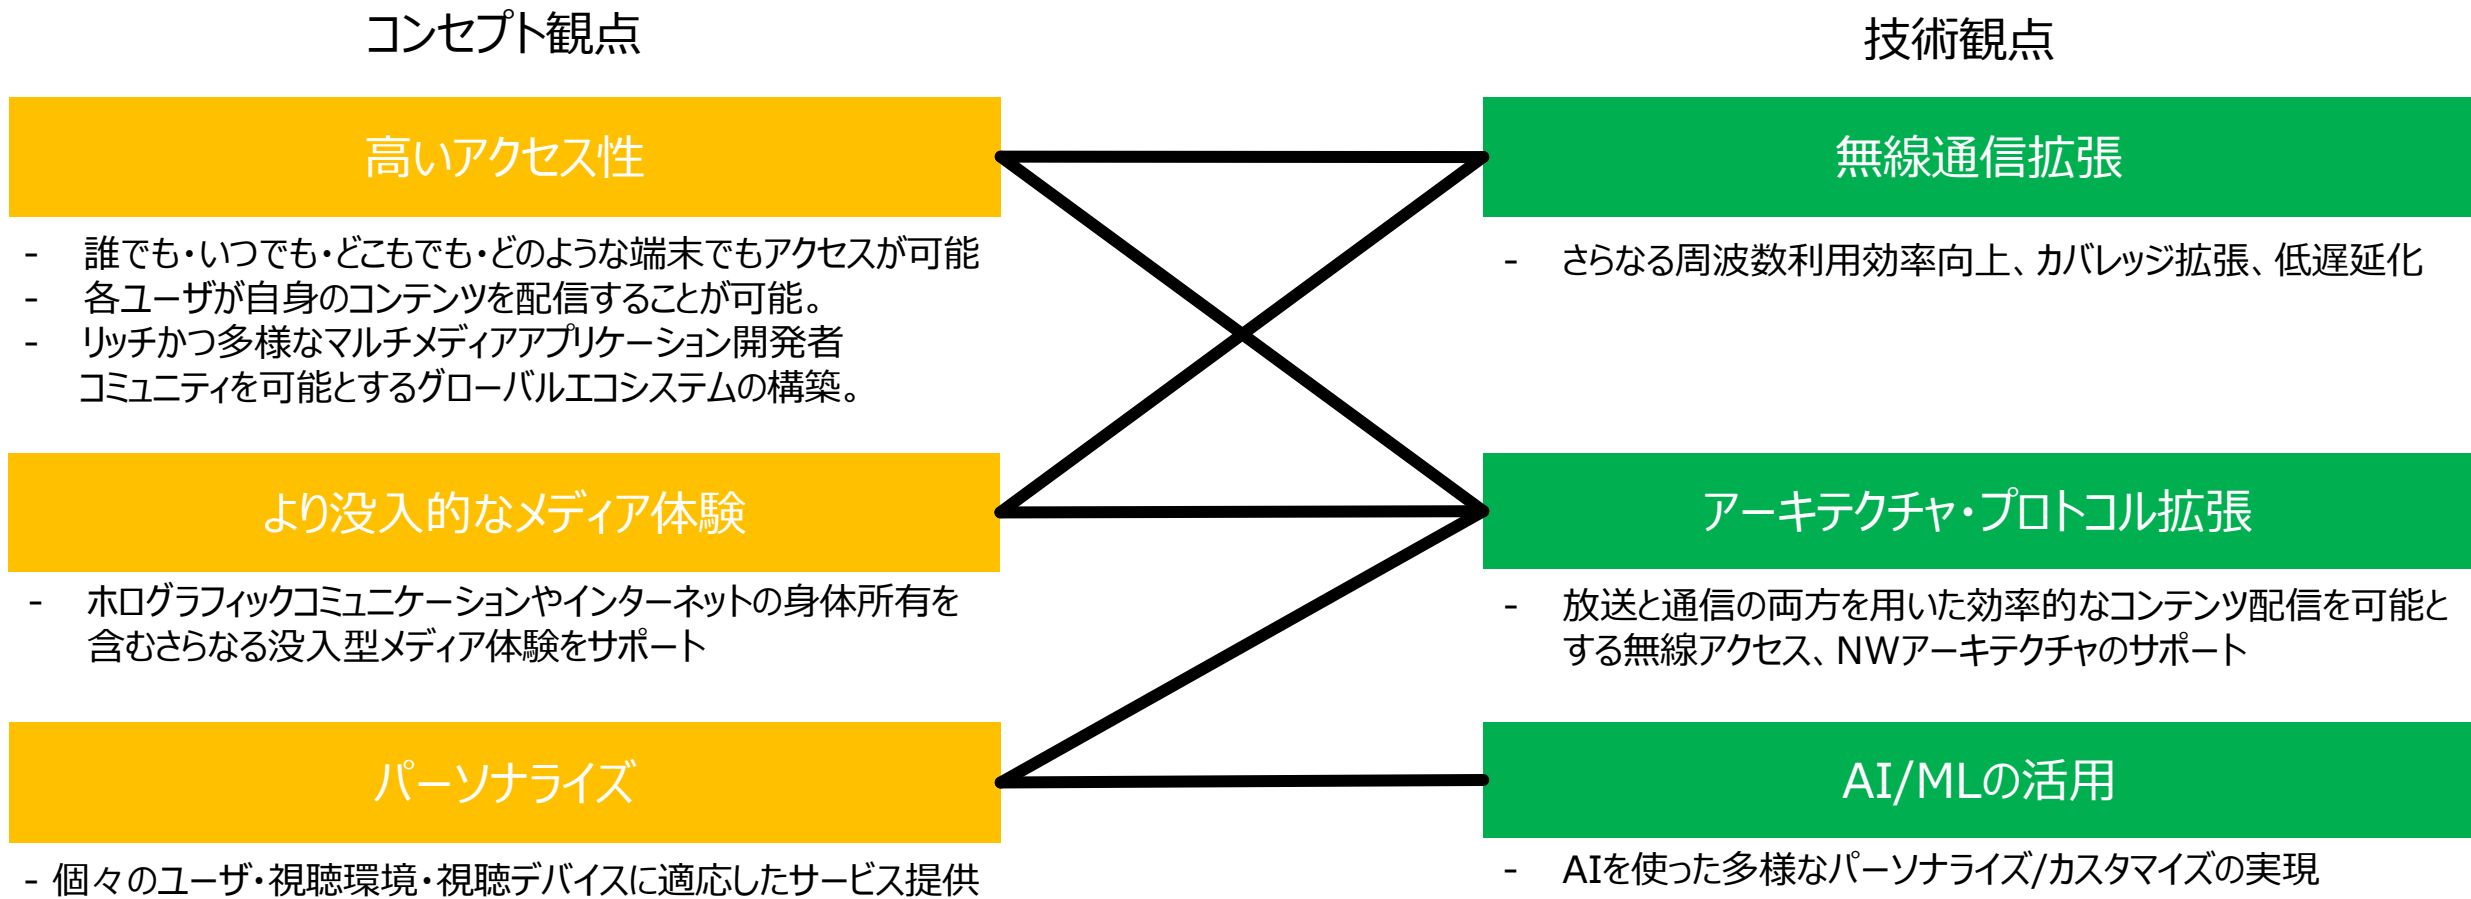 コンセプト観点
高いアクセス性
- 誰でも・いつでも・どこもでも・どのような端末でもアクセスが可能
- 各ユーザが自身のコンテンツを配信することが可能。
- リッチかつ多様なマルチメディアアプリケーション開発者
コミュニティを可能とするグローバルエコシステムの構築。
より没入的なメディア体験
- ホログラフィックコミュニケーションやインターネットの身体所有を
含むさらなる没入型メディア体験をサポート
パーソナライズ
- 個々のユーザ・視聴環境・視聴デバイスに適応したサービス提供
技術観点
無線通信拡張
- さらなる周波数利用効率向上、カバレッジ拡張、低遅延化
アーキテクチャ・プロトコル拡張
- 放送と通信の両方を用いた効率的なコンテンツ配信を可能と
する無線アクセス、NWアーキテクチャのサポート
AI/MLの活用
- AIを使った多様なパーソナライズ/カスタマイズの実現